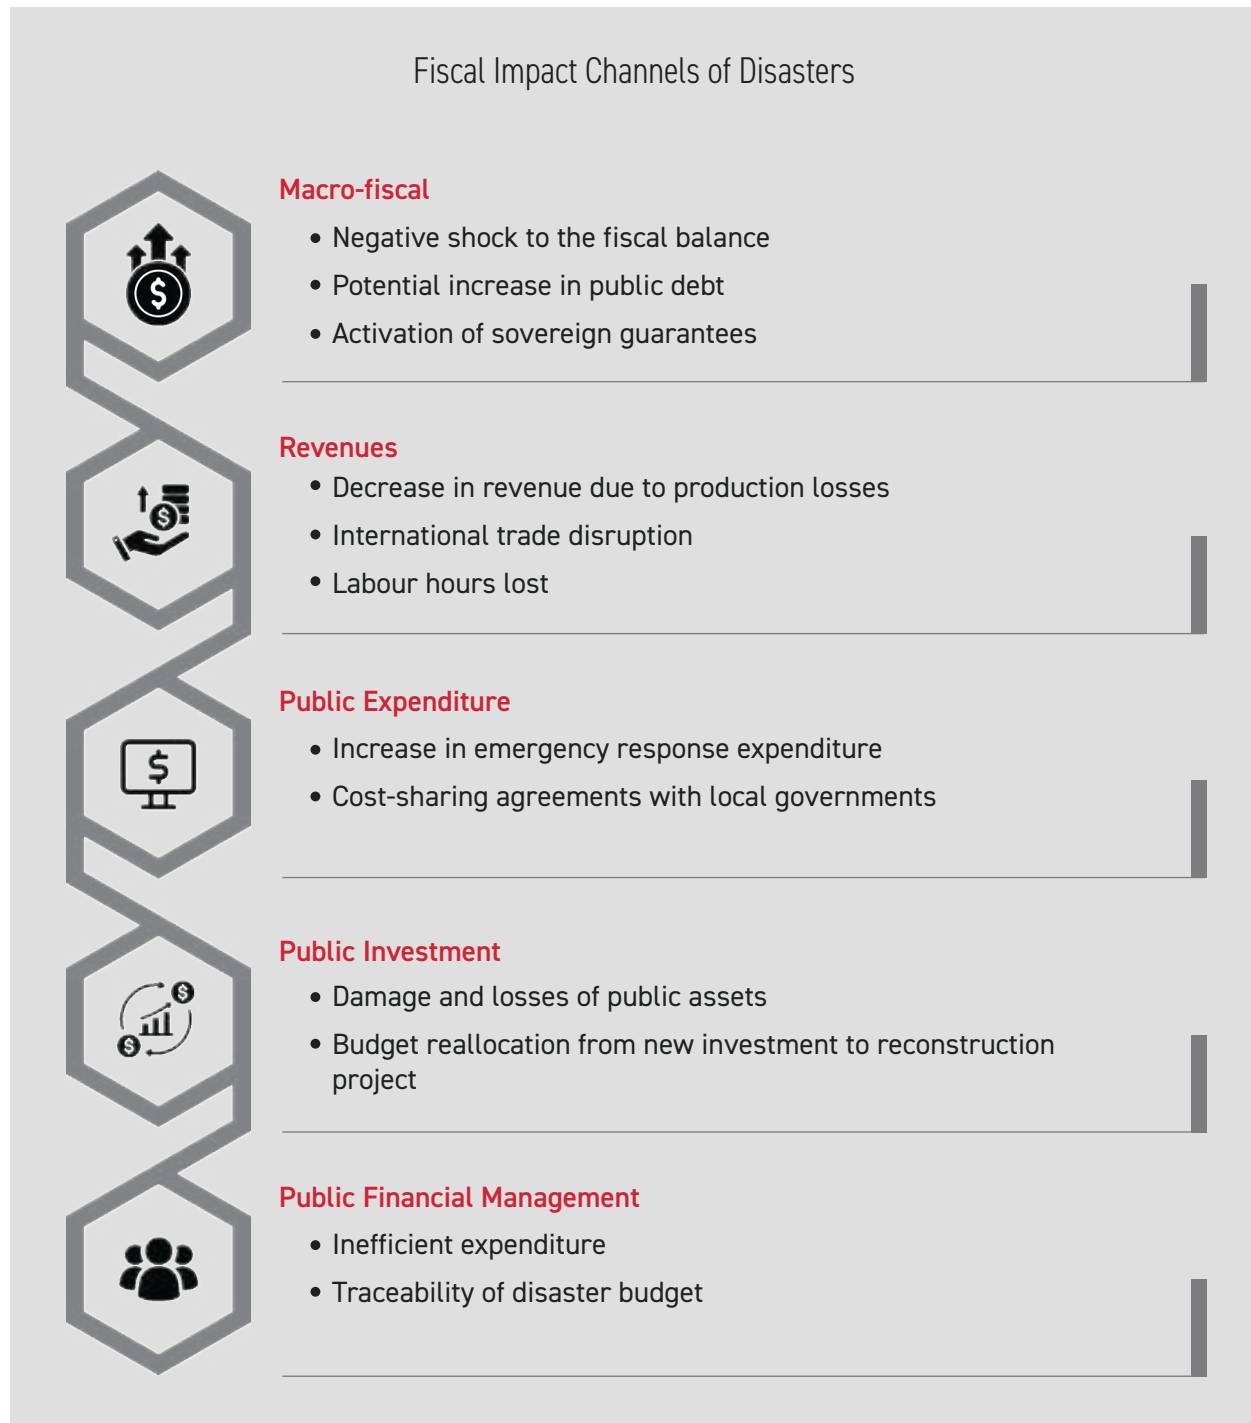 Fiscal Impact Channels of Disasters
Macro-fiscal
• Negative shock to the fiscal balance
• Potential increase in public debt
• Activation of sovereign guarantees
Revenues
• Decrease in revenue due to production losses
• International trade disruption
• Labour hours lost
Public Expenditure
• Increase in emergency response expenditure
• Cost-sharing agreements with local governments
Public Investment
• Damage and losses of public assets
• Budget reallocation from new investment to reconstruction
project
Public Financial Management
• Inefficient expenditure
• Traceability of disaster budget
$
$
$
$
$